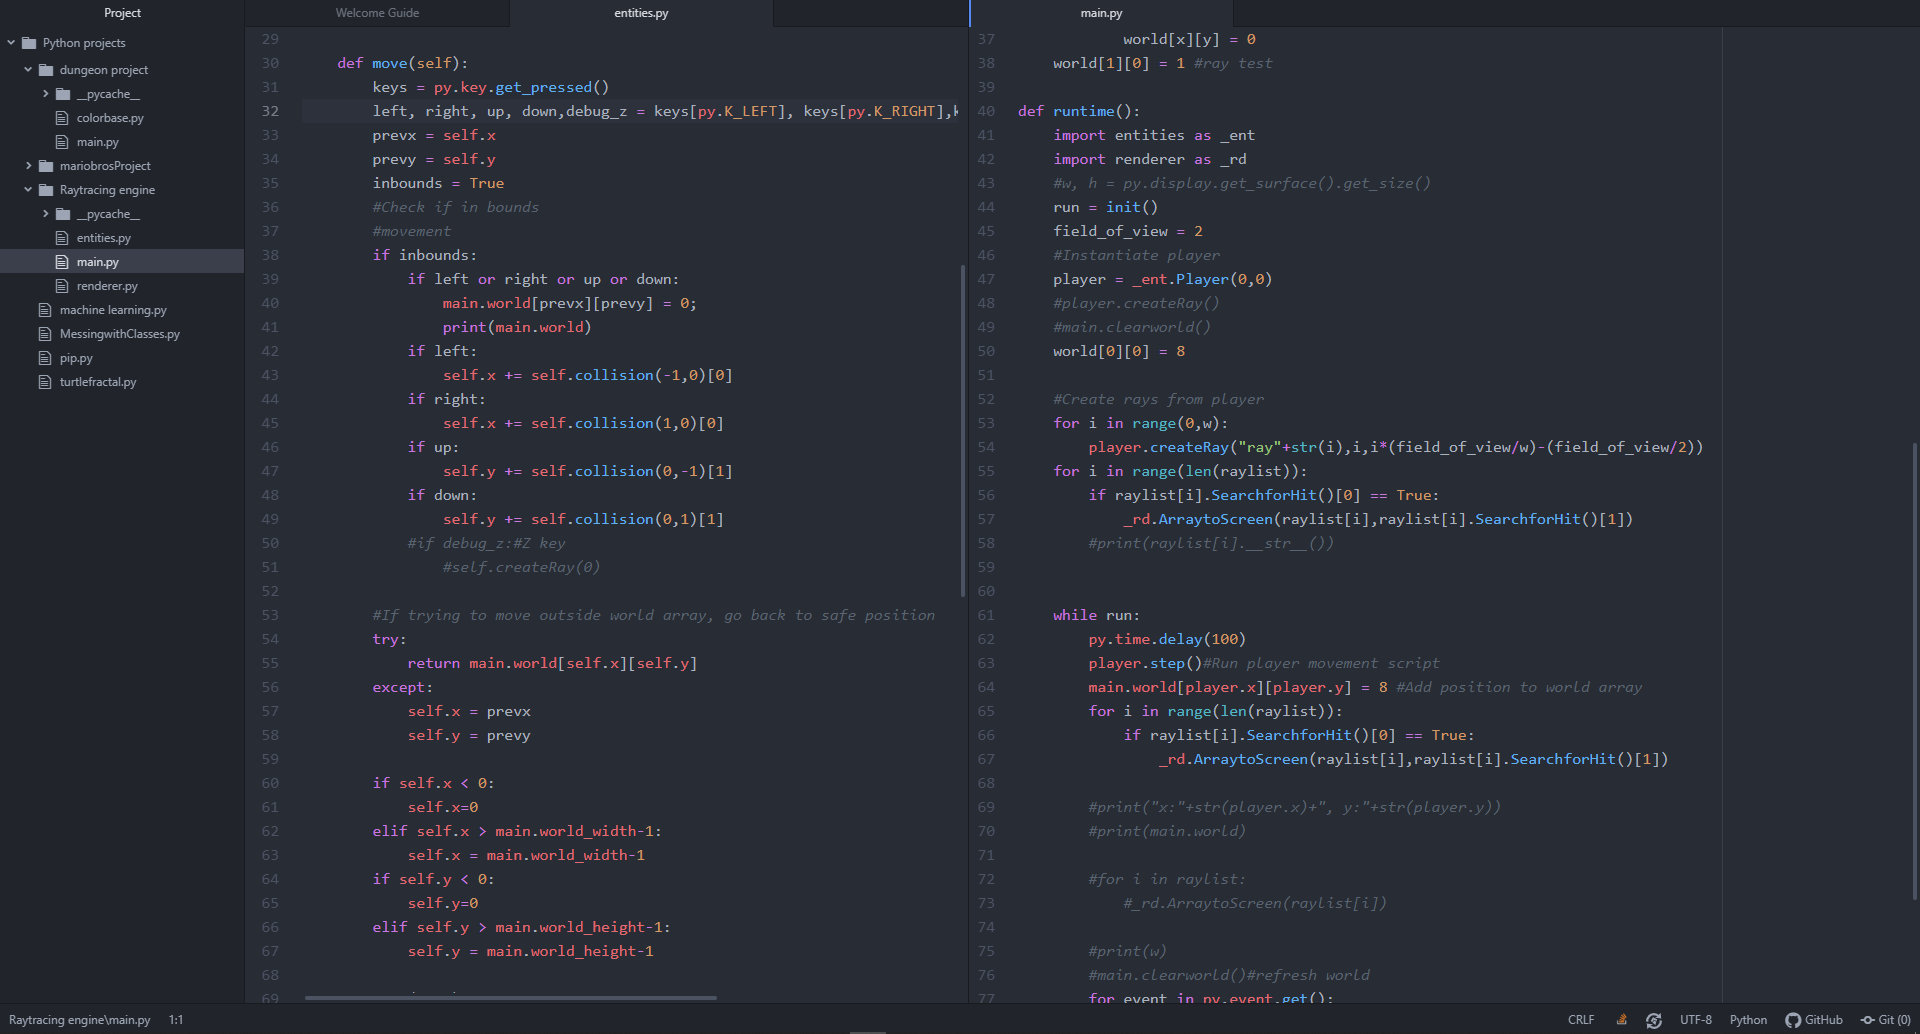 Project
Python projects
dungeon project
__pycache__
colorbase.py
main.py
mariobrosProject
Raytracing engine
__pycache__
entities.py
main.py
renderer.py
machine learning.py
MessingwithClasses.py
pip.py
turtlefractal.py
Welcome Guide
entities.py
29
30 def move(self):
31 keys = py.key.get_pressed()
32 left, right, up, down,debug_z = keys[py.K_LEFT], keys[py.K_RIGHT],k
33 prevx = self.x
34 prevy = self.y
35 inbounds = True
36 #Check if in bounds
37 #movement
38 if inbounds:
39 if left or right or up or down:
40 main.world[prevx][prevy] = 0;
41 print(main.world)
42 if left:
43 self.x += self.collision(-1,0)[0]
44 if right:
45 self.x += self.collision(1,0)[0]
46 if up:
47 self.y += self.collision(0,-1)[1]
48 if down:
49 self.y += self.collision(0,1)[1]
50 #if debug_z:#Z key
51 #self.createRay(0)
52
53 #If trying to move outside world array, go back to safe position
54 try:
55 return main.world[self.x][self.y]
56 except:
57 self.x = prevx
58 self.y = prevy
59
60 if self.x < 0:
61 self.x=0
62 elif self.x > main.world_width-1:
63 self.x = main.world_width-1
64 if self.y < 0:
65 self.y=0
66 elif self.y > main.world_height-1:
67 self.y = main.world_height-1
68
69
main.py
37 world[x][y] = 0
38 world[1][0] = 1 #ray test
39
40 def runtime():
41 import entities as _ent
42 import renderer as _rd
43 #w, h = py.display.get_surface().get_size()
44 run = init()
45 field_of_view = 2
46 #Instantiate player
47 player = _ent.Player(0,0)
48 #player.createRay()
49 #main.clearworld()
50 world[0][0] = 8
51
52 #Create rays from player
53 for i in range(0,w):
54 player.createRay("ray"+str(i),i,i*(field_of_view/w)-(field_of_view/2))
55 for i in range(len(raylist)):
56 if raylist[i].SearchforHit()[0] == True:
57 _rd.ArraytoScreen(raylist[i],raylist[i].SearchforHit()[1])
58 #print(raylist[i].__str__())
59
60
61 while run:
62 py.time.delay(100)
63 player.step()#Run player movement script
64 main.world[player.x][player.y] = 8 #Add position to world array
65 for i in range(len(raylist)):
66 if raylist[i].SearchforHit()[0] == True:
67 _rd.ArraytoScreen(raylist[i],raylist[i].SearchforHit()[1])
68
69 #print("x:"+str(player.x)+", y:"+str(player.y))
70 #print(main.world)
71
72 #for i in raylist:
73 #_rd.ArraytoScreen(raylist[i])
74
75 #print(w)
76 #main.clearworld()#refresh world
77 for event in py.event.get():
Raytracing engine\main.py 1:1
CRLF UTF-8 Python GitHub Git (0)